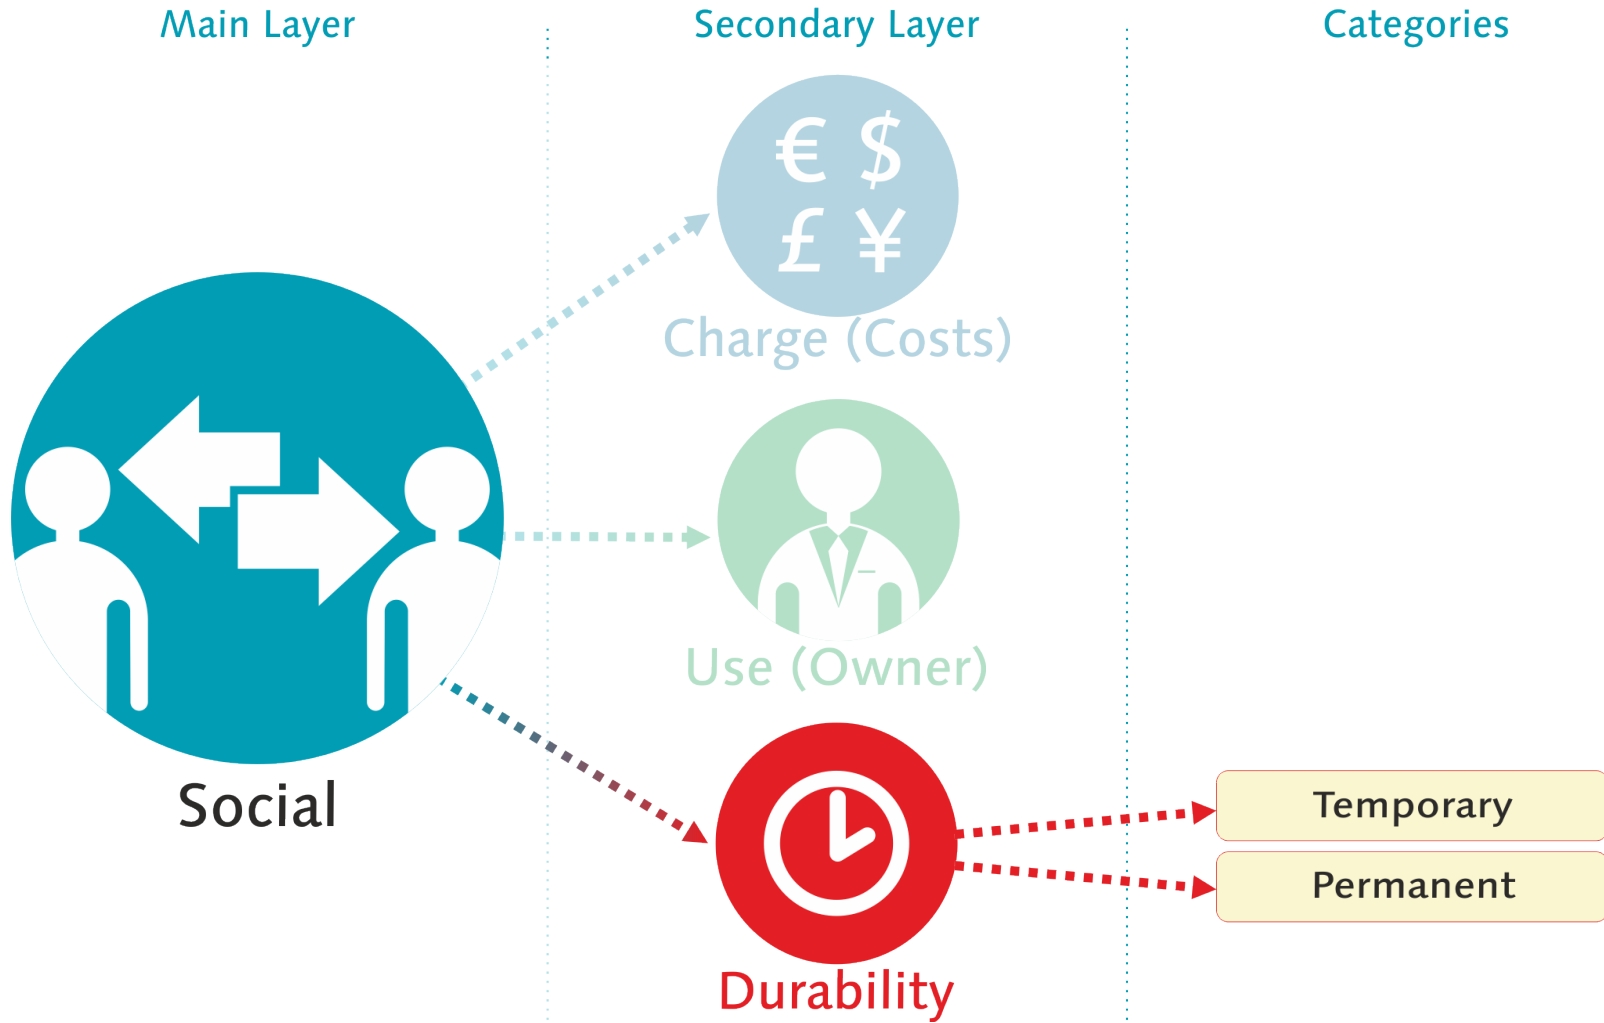 Main Layer
Secondary Layer
Categories
€ $
£ ¥
Charge (Costs)
Use (Owner)
Social
Temporary
Permanent
Durability